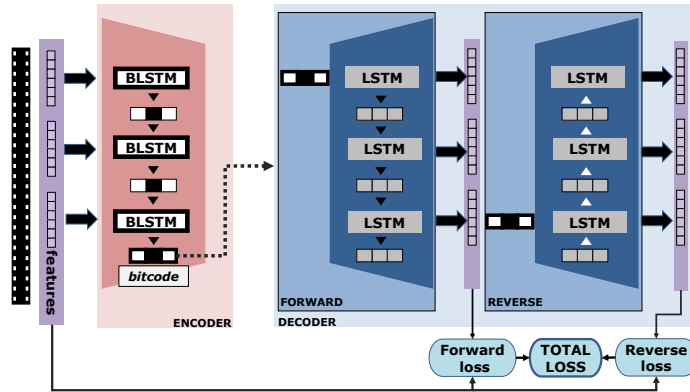 features
BLSTM
BLSTM
BLSTM
bitcode
ENCODER
LSTM
LSTM
LSTM
FORWARD
LSTM
LSTM
LSTM
REVERSE
DECODER
Forward
loss
TOTAL
LOSS
Reverse
loss